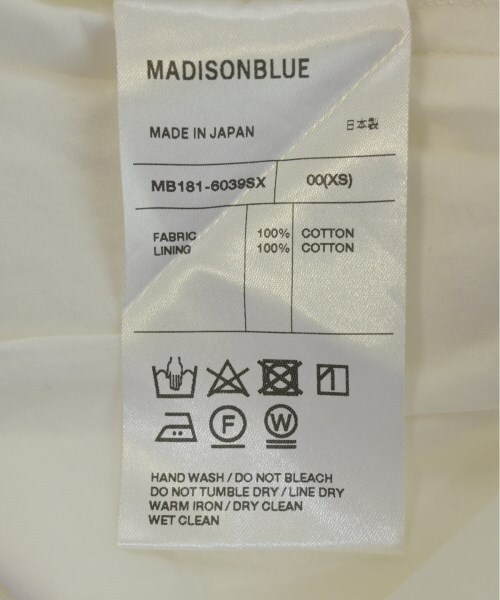 MADISONBLUE
MADE IN JAPAN 日本製
MB181-6039SX 00(XS)
FABRIC 100% COTTON
LINING 100% COTTON
F W
HAND WASH / DO NOT BLEACH
DO NOT TUMBLE DRY / LINE DRY
WARM IRON / DRY CLEAN
WET CLEAN